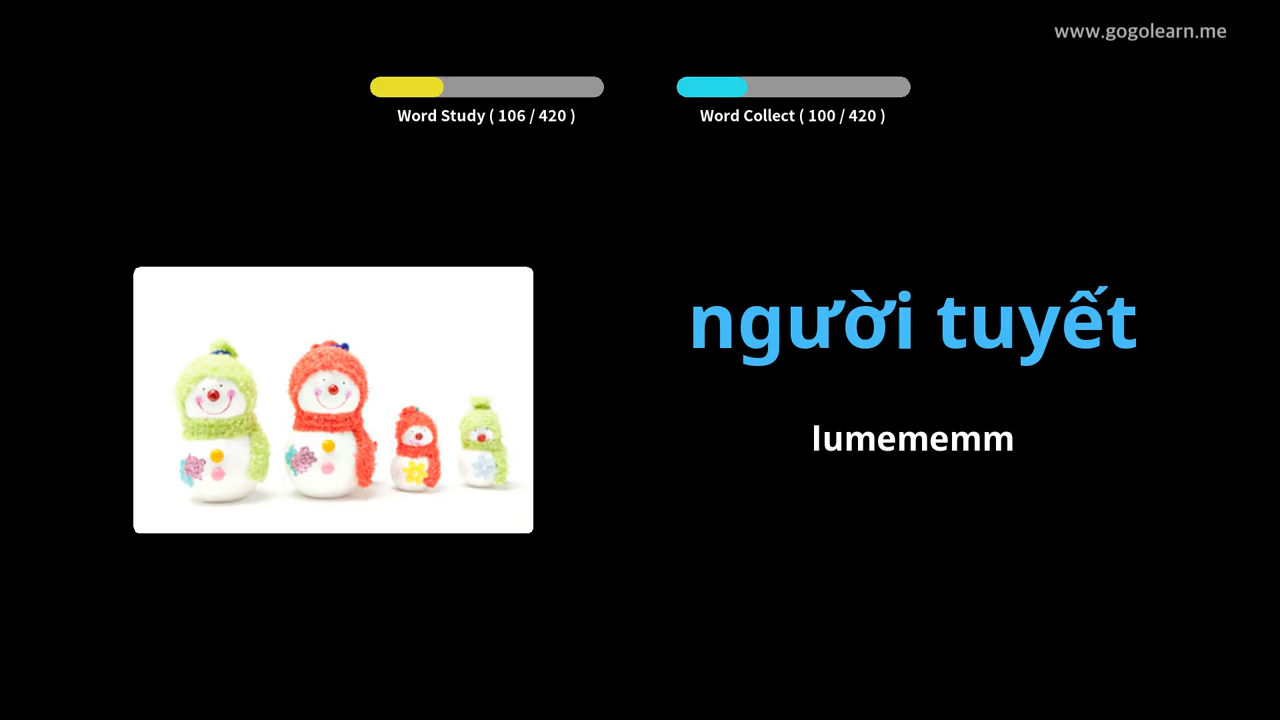 www.gogolearn.me
Word Study ( 106 / 420 )
Word Collect ( 100 / 420 )
người tuyết
lumememm